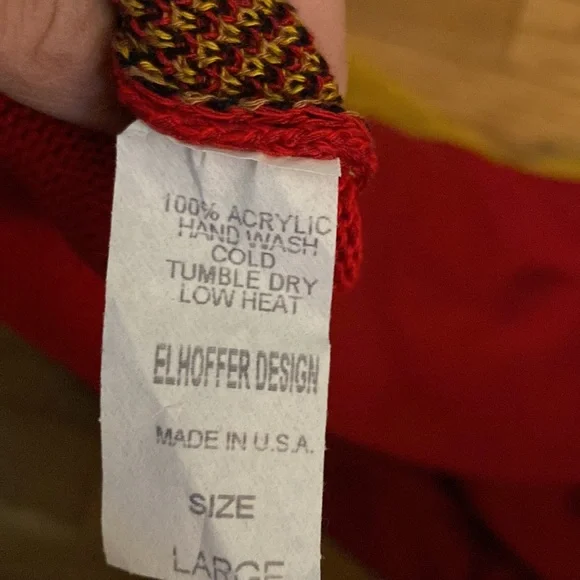 100% ACRYLIC
HAND WASH
COLD
TUMBLE DRY
LOW HEAT
ELHOFFER DESIGN
MADE IN U.S.A.
SIZE
LARGE